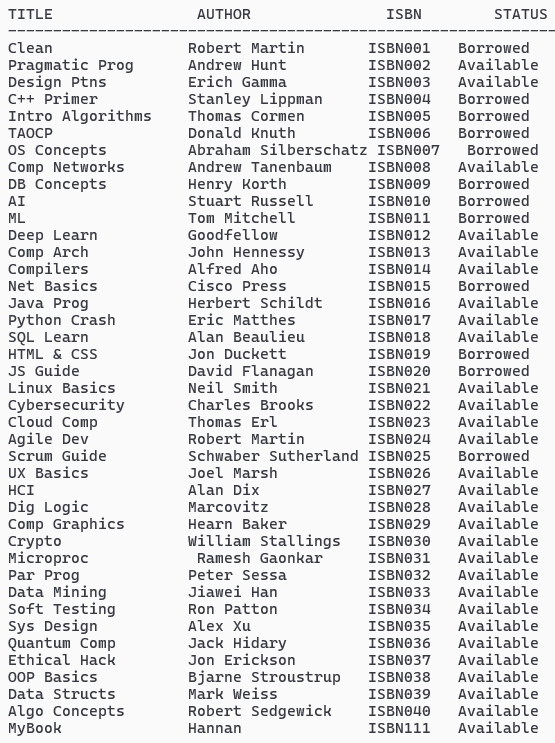 TITLE AUTHOR ISBN STATUS
--------------------------------------------------------------
Clean Robert Martin ISBN001 Borrowed
Pragmatic Prog Andrew Hunt ISBN002 Available
Design Ptns Erich Gamma ISBN003 Available
C++ Primer Stanley Lippman ISBN004 Borrowed
Intro Algorithms Thomas Cormen ISBN005 Borrowed
TAOCP Donald Knuth ISBN006 Borrowed
OS Concepts Abraham Silberschatz ISBN007 Borrowed
Comp Networks Andrew Tanenbaum ISBN008 Available
DB Concepts Henry Korth ISBN009 Borrowed
AI Stuart Russell ISBN010 Borrowed
ML Tom Mitchell ISBN011 Borrowed
Deep Learn Goodfellow ISBN012 Available
Comp Arch John Hennessy ISBN013 Available
Compilers Alfred Aho ISBN014 Available
Net Basics Cisco Press ISBN015 Borrowed
Java Prog Herbert Schildt ISBN016 Available
Python Crash Eric Matthes ISBN017 Available
SQL Learn Alan Beaulieu ISBN018 Available
HTML & CSS Jon Duckett ISBN019 Borrowed
JS Guide David Flanagan ISBN020 Borrowed
Linux Basics Neil Smith ISBN021 Available
Cybersecurity Charles Brooks ISBN022 Available
Cloud Comp Thomas Erl ISBN023 Available
Agile Dev Robert Martin ISBN024 Available
Scrum Guide Schwaber Sutherland ISBN025 Borrowed
UX Basics Joel Marsh ISBN026 Available
HCI Alan Dix ISBN027 Available
Dig Logic Marcovitz ISBN028 Available
Comp Graphics Hearn Baker ISBN029 Available
Crypto William Stallings ISBN030 Available
Microproc Ramesh Gaonkar ISBN031 Available
Par Prog Peter Sessa ISBN032 Available
Data Mining Jiawei Han ISBN033 Available
Soft Testing Ron Patton ISBN034 Available
Sys Design Alex Xu ISBN035 Available
Quantum Comp Jack Hidary ISBN036 Available
Ethical Hack Jon Erickson ISBN037 Available
OOP Basics Bjarne Stroustrup ISBN038 Available
Data Structs Mark Weiss ISBN039 Available
Algo Concepts Robert Sedgewick ISBN040 Available
MyBook Hannan ISBN111 Available